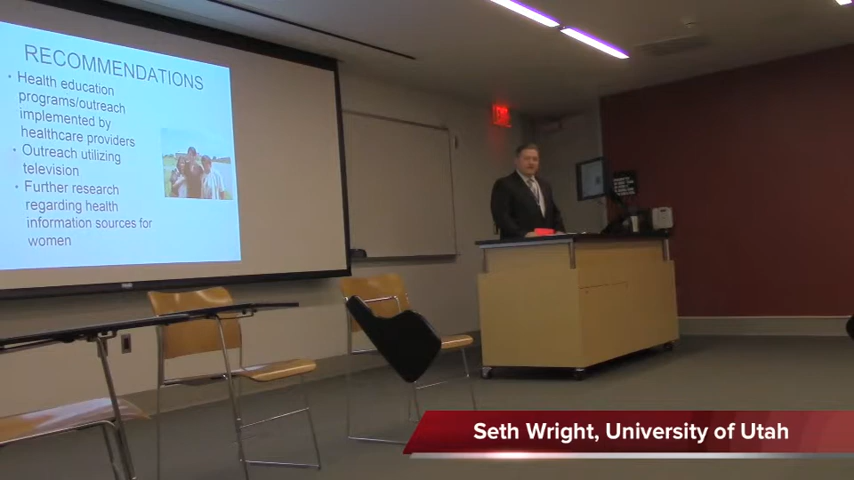 RECOMMENDATIONS
• Health education
programs/outreach
implemented by
healthcare providers
• Outreach utilizing
television
• Further research
regarding health
information sources for
women
EXIT
Seth Wright, University of Utah